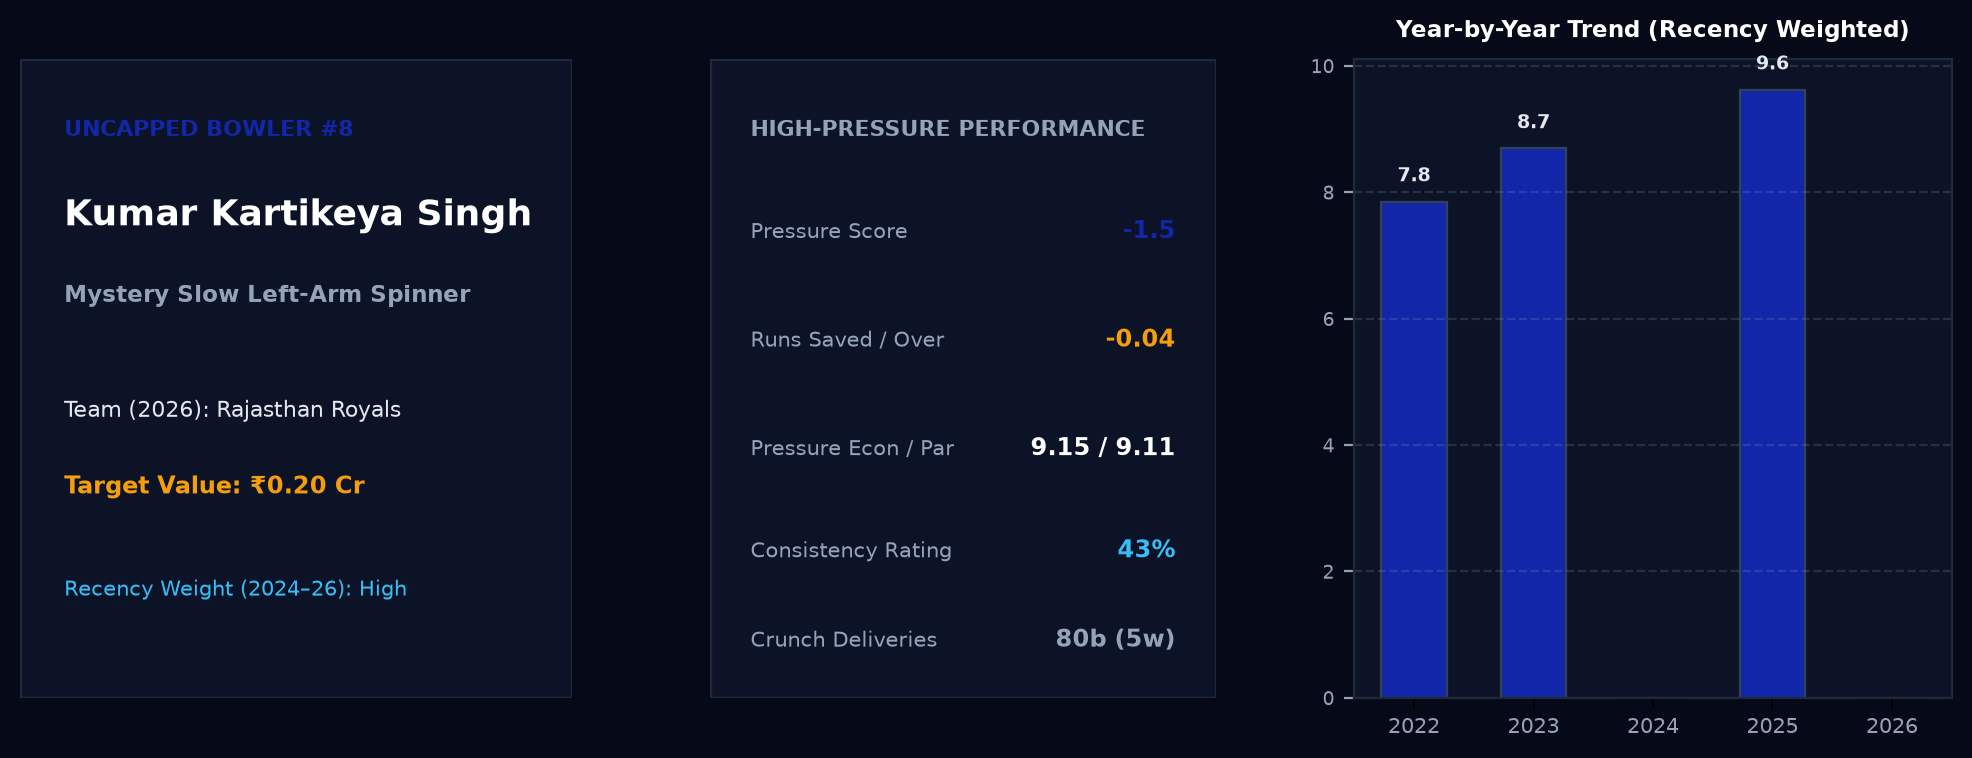 UNCAPPED BOWLER #8
Kumar Kartikeya Singh
Mystery Slow Left-Arm Spinner
Team (2026): Rajasthan Royals
Target Value: ₹0.20 Cr
Recency Weight (2024–26): High
HIGH-PRESSURE PERFORMANCE
Pressure Score -1.5
Runs Saved / Over -0.04
Pressure Econ / Par 9.15 / 9.11
Consistency Rating 43%
Crunch Deliveries 80b (5w)
Year-by-Year Trend (Recency Weighted)
10
8
6
4
2
0
7.8
8.7
9.6
2022 2023 2024 2025 2026